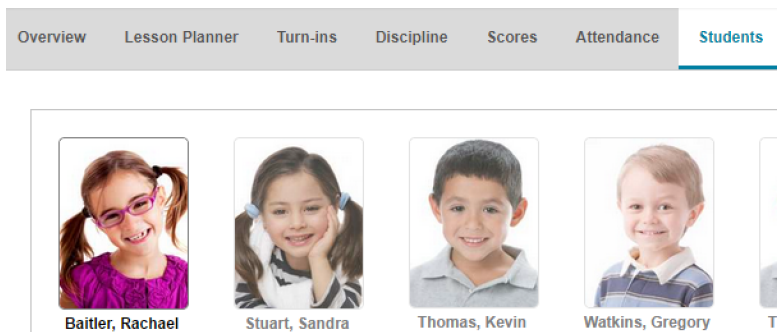 Overview Lesson Planner Turn-ins Discipline Scores Attendance Students
Baitler, Rachael Stuart, Sandra Thomas, Kevin Watkins, Gregory